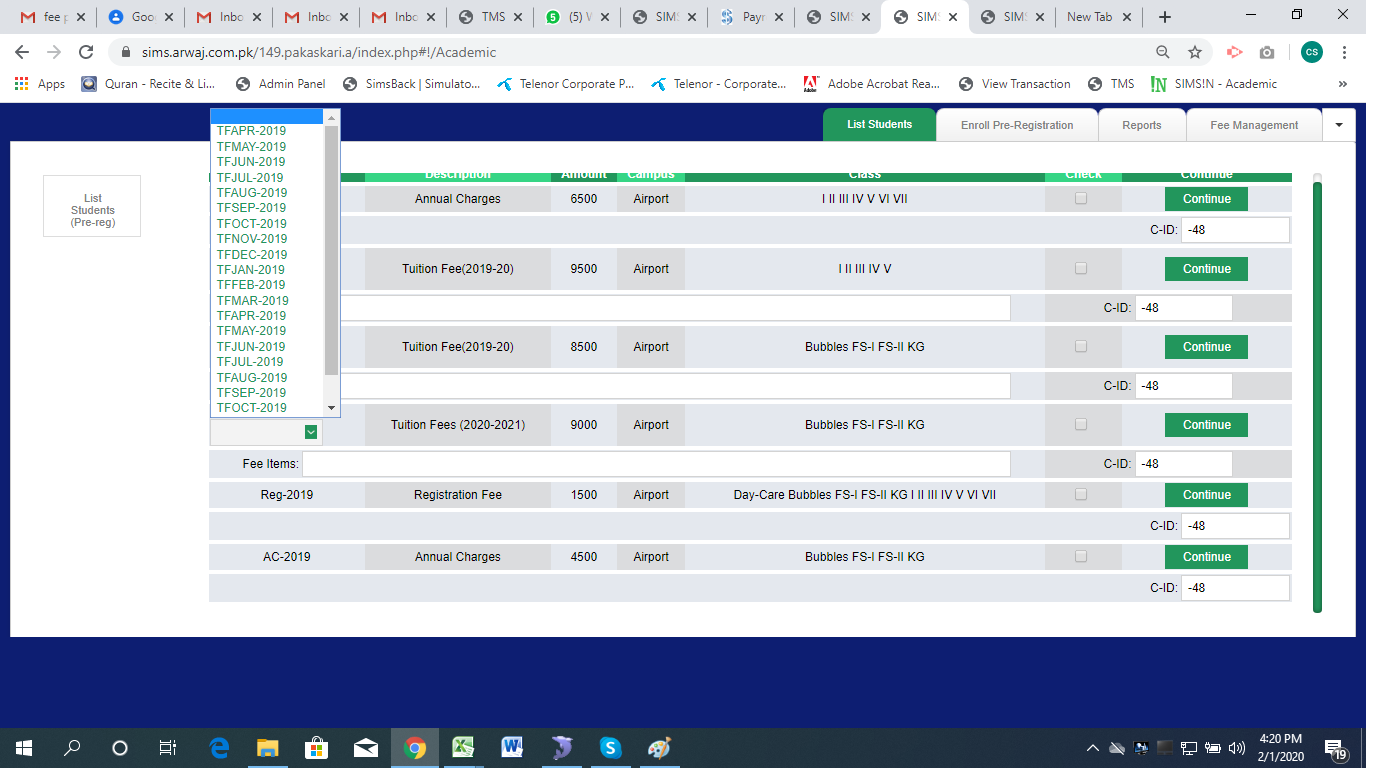 fee p
Goo
Inbo
Inbo
Inbo
TMS
(5) W
SIM
Payr
SIM
SIM
SIM
New Tab
sims.arwaj.com.pk/149.pakaskari.a/index.php#!/Academic
CS
Apps
Quran - Recite & Li...
Admin Panel
SimsBack | Simulato...
Telenor Corporate P...
Telenor - Corporate...
Adobe Acrobat Rea...
View Transaction
TMS
SIMS!N - Academic
»
List Students
Enroll Pre-Registration
Reports
Fee Management
List
Students
(Pre-reg)
TFAPR-2019
TFMAY-2019
TFJUN-2019
TFJUL-2019
TFAUG-2019
TFSEP-2019
TFOCT-2019
TFNOV-2019
TFDEC-2019
TFJAN-2019
TFFEB-2019
TFMAR-2019
TFAPR-2019
TFMAY-2019
TFJUN-2019
TFJUL-2019
TFAUG-2019
TFSEP-2019
TFOCT-2019
Description Amount Campus Class Check Continue
Annual Charges 6500 Airport I II III IV V VI VII Continue
C-ID: -48
Tuition Fee(2019-20) 9500 Airport I II III IV V Continue
C-ID: -48
Tuition Fee(2019-20) 8500 Airport Bubbles FS-I FS-II KG Continue
C-ID: -48
Tuition Fees (2020-2021) 9000 Airport Bubbles FS-I FS-II KG Continue
Fee Items: C-ID: -48
Reg-2019 Registration Fee 1500 Airport Day-Care Bubbles FS-I FS-II KG I II III IV V VI VII Continue
C-ID: -48
AC-2019 Annual Charges 4500 Airport Bubbles FS-I FS-II KG Continue
C-ID: -48
4:20 PM
2/1/2020
19